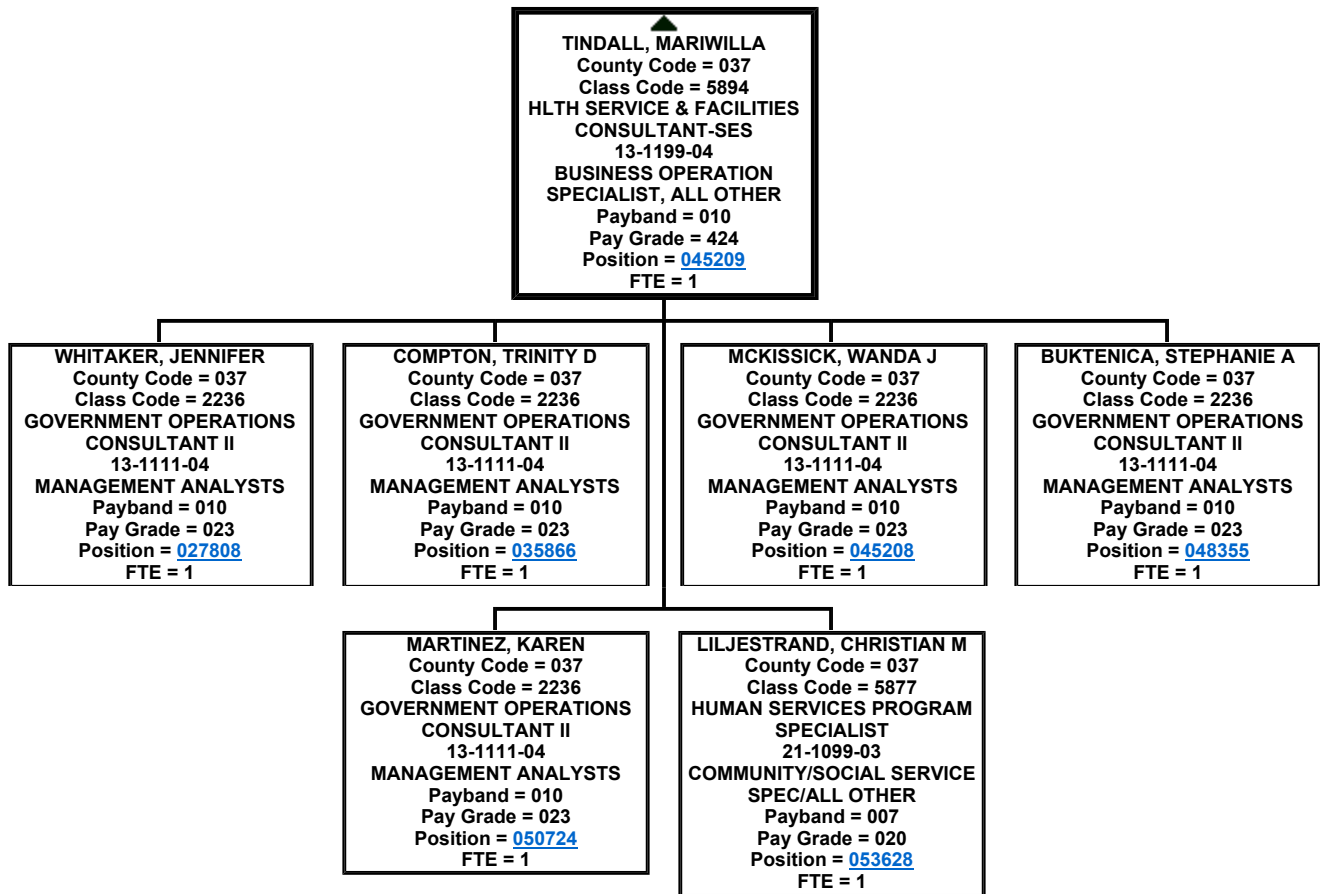 TINDALL, MARIWILLA
County Code = 037
Class Code = 5894
HLTH SERVICE & FACILITIES
CONSULTANT-SES
13-1199-04
BUSINESS OPERATION
SPECIALIST, ALL OTHER
Payband = 010
Pay Grade = 424
Position = 045209
FTE = 1
WHITAKER, JENNIFER
County Code = 037
Class Code = 2236
GOVERNMENT OPERATIONS
CONSULTANT II
13-1111-04
MANAGEMENT ANALYSTS
Payband = 010
Pay Grade = 023
Position = 027808
FTE = 1
COMPTON, TRINITY D
County Code = 037
Class Code = 2236
GOVERNMENT OPERATIONS
CONSULTANT II
13-1111-04
MANAGEMENT ANALYSTS
Payband = 010
Pay Grade = 023
Position = 035866
FTE = 1
MCKISSICK, WANDA J
County Code = 037
Class Code = 2236
GOVERNMENT OPERATIONS
CONSULTANT II
13-1111-04
MANAGEMENT ANALYSTS
Payband = 010
Pay Grade = 023
Position = 045208
FTE = 1
BUKTENICA, STEPHANIE A
County Code = 037
Class Code = 2236
GOVERNMENT OPERATIONS
CONSULTANT II
13-1111-04
MANAGEMENT ANALYSTS
Payband = 010
Pay Grade = 023
Position = 048355
FTE = 1
MARTINEZ, KAREN
County Code = 037
Class Code = 2236
GOVERNMENT OPERATIONS
CONSULTANT II
13-1111-04
MANAGEMENT ANALYSTS
Payband = 010
Pay Grade = 023
Position = 050724
FTE = 1
LILJESTRAND, CHRISTIAN M
County Code = 037
Class Code = 5877
HUMAN SERVICES PROGRAM
SPECIALIST
21-1099-03
COMMUNITY/SOCIAL SERVICE
SPEC/ALL OTHER
Payband = 007
Pay Grade = 020
Position = 053628
FTE = 1